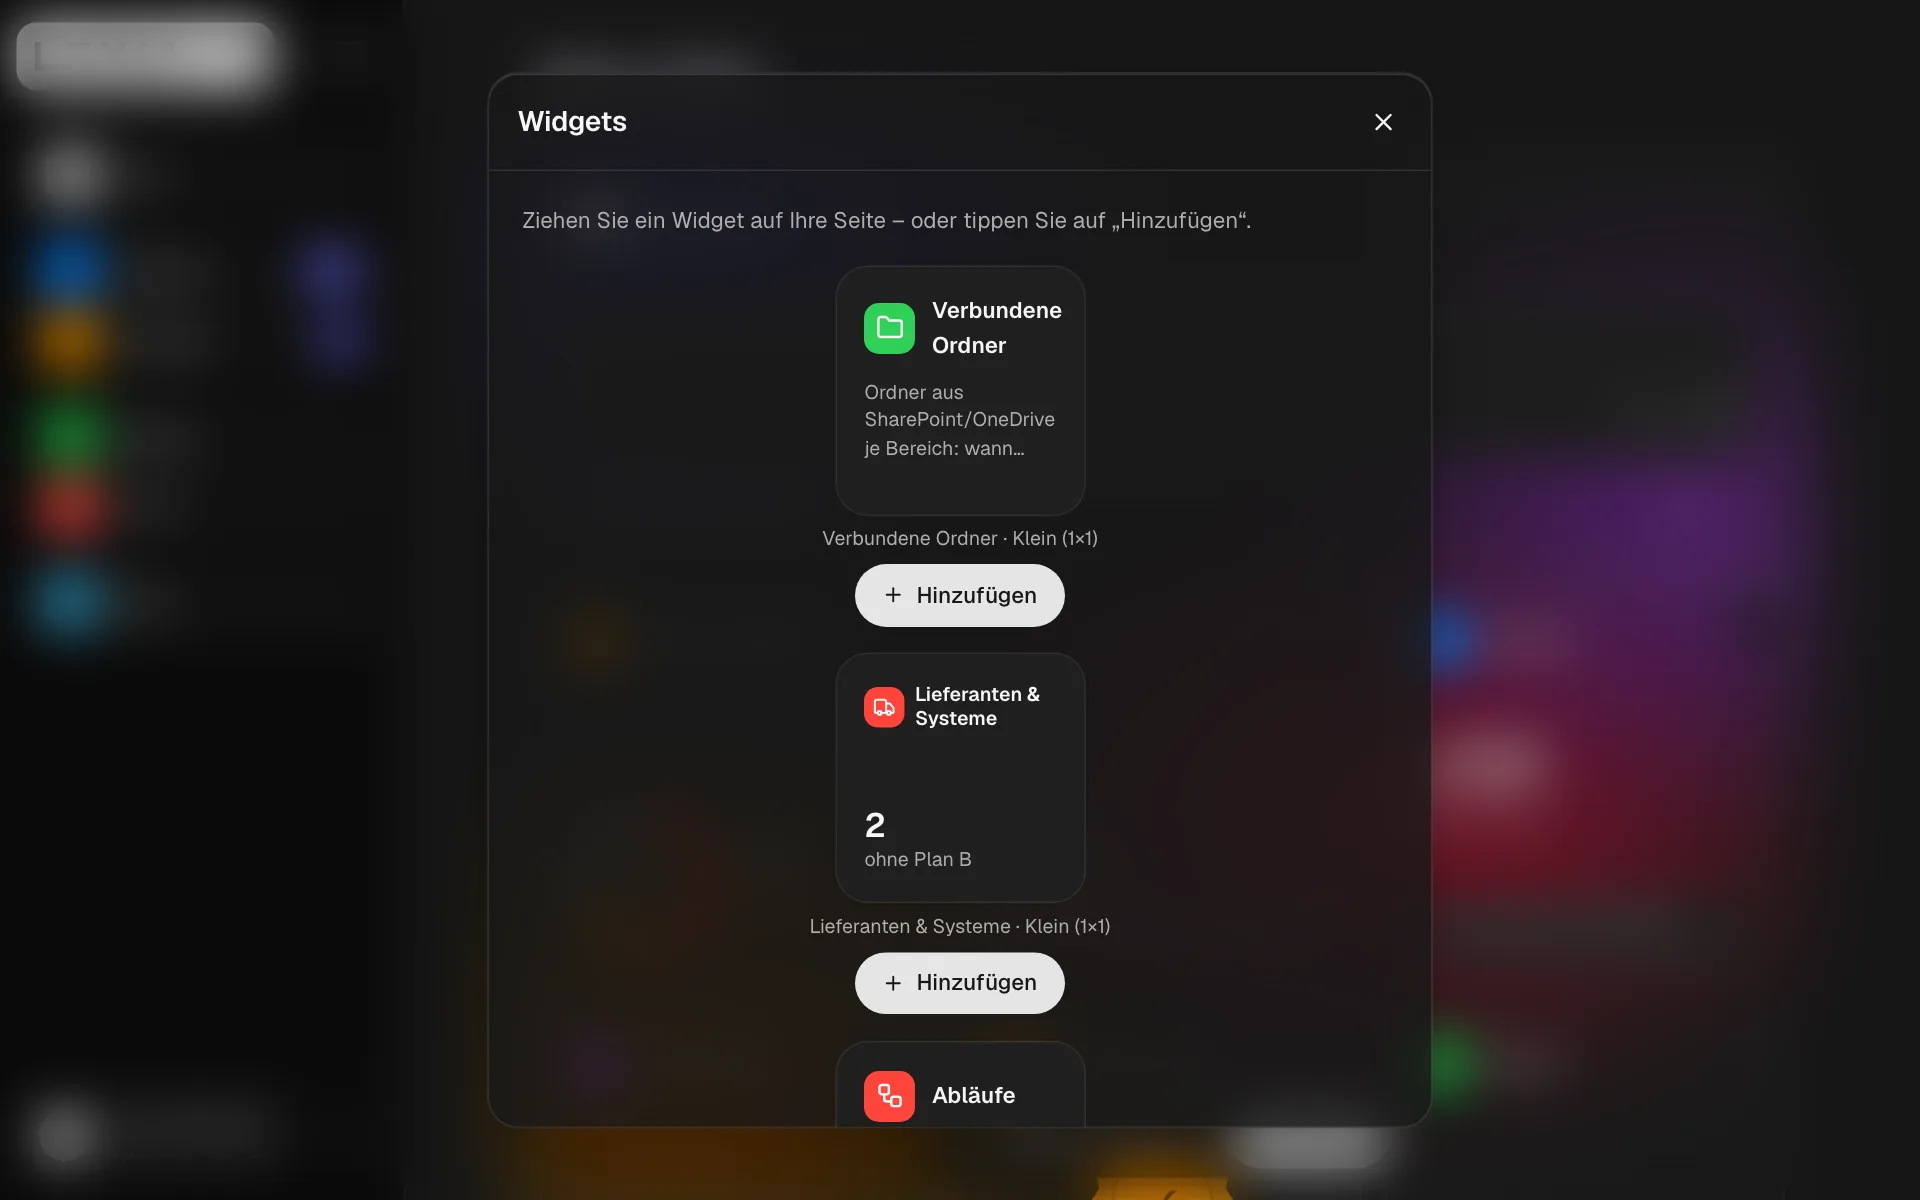 Widgets
Ziehen Sie ein Widget auf Ihre Seite – oder tippen Sie auf „Hinzufügen“.
Verbundene
Ordner
Ordner aus
SharePoint/OneDrive
je Bereich: wann…
Verbundene Ordner · Klein (1×1)
+ Hinzufügen
Lieferanten &
Systeme
2
ohne Plan B
Lieferanten & Systeme · Klein (1×1)
+ Hinzufügen
Abläufe